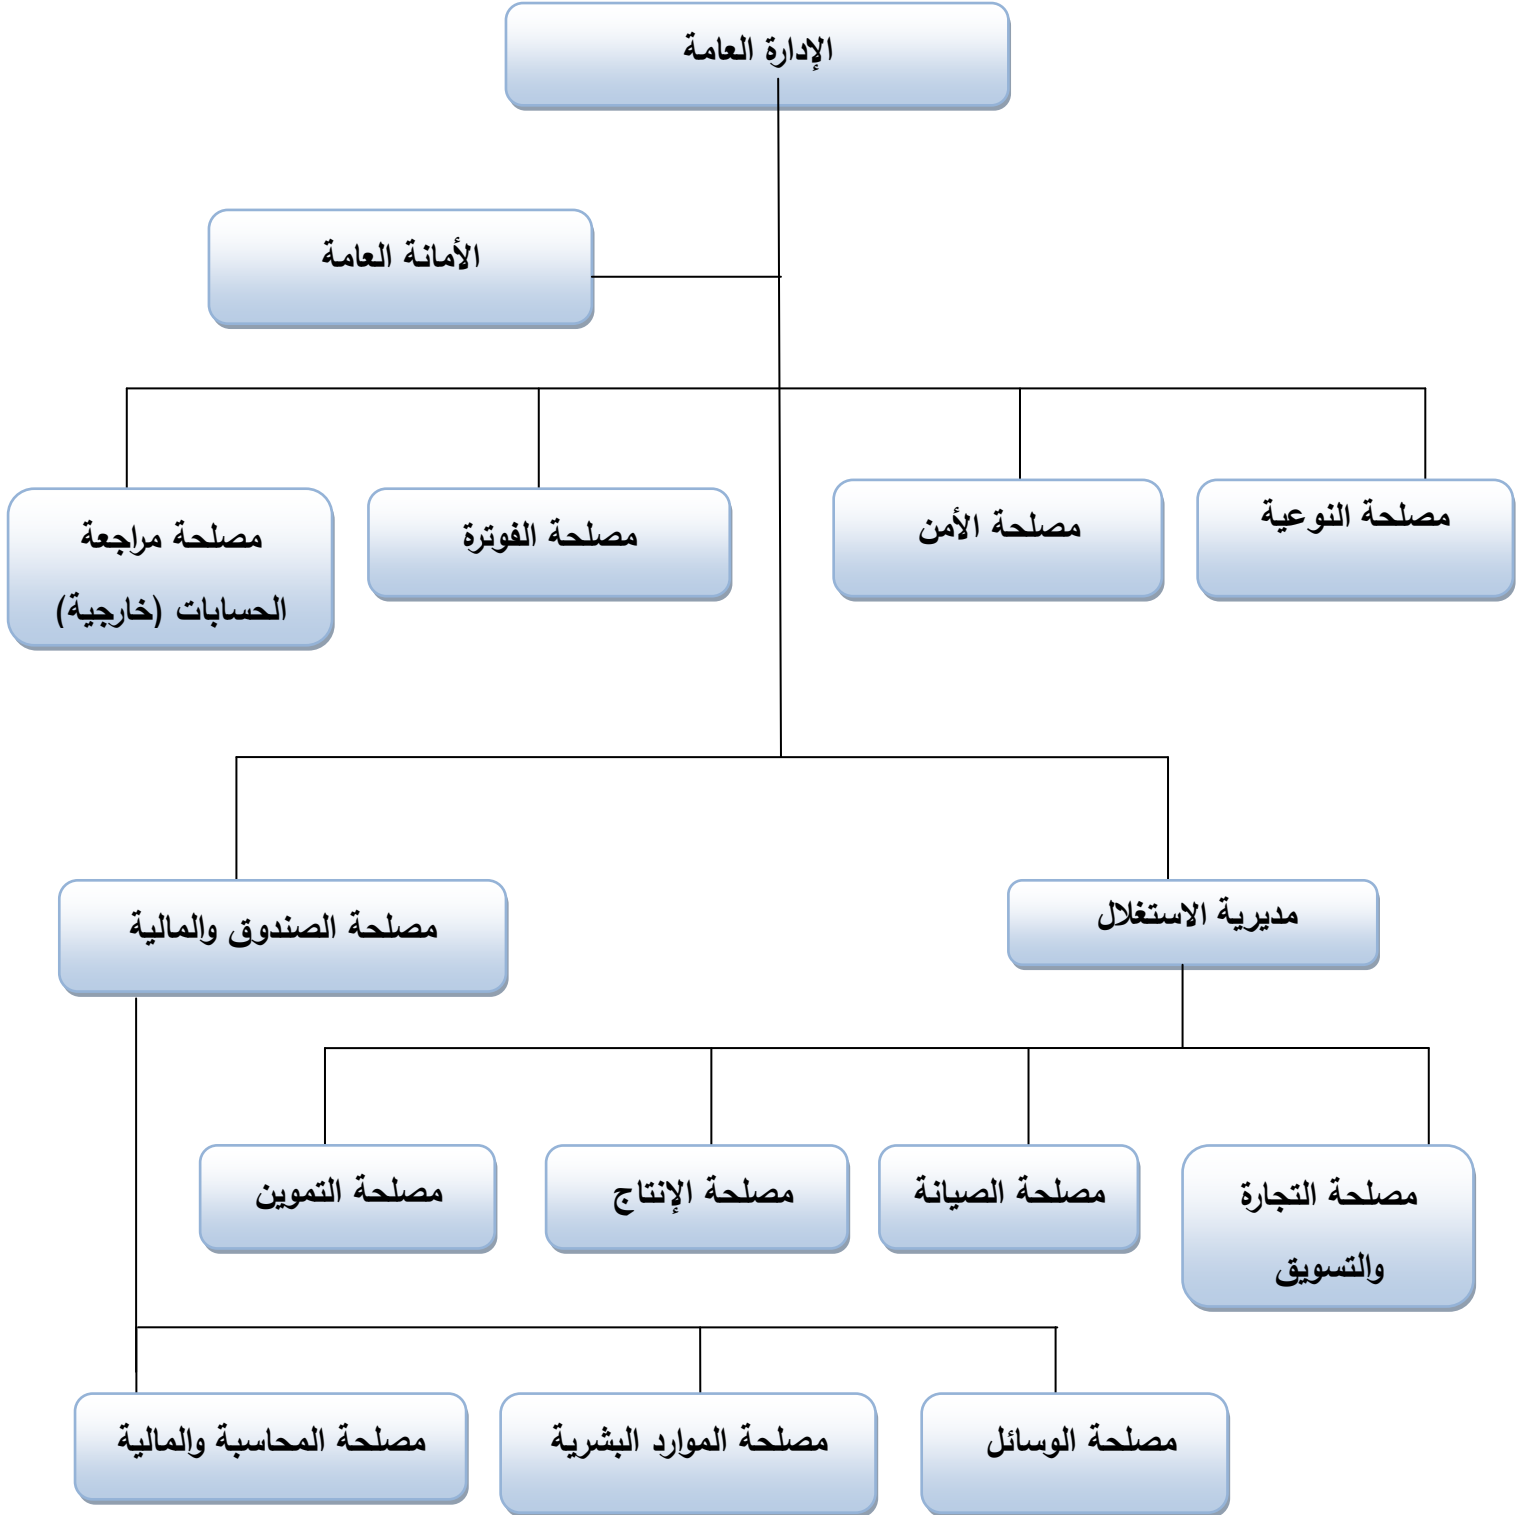 الإدارة العامة
الأمانة العامة
مصلحة النوعية
مصلحة الأمن
مصلحة الفوترة
مصلحة مراجعة
الحسابات (خارجية)
مديرية الاستغلال
مصلحة الصندوق والمالية
مصلحة التجارة
والتسويق
مصلحة الصيانة
مصلحة الإنتاج
مصلحة التموين
مصلحة الوسائل
مصلحة الموارد البشرية
مصلحة المحاسبة والمالية